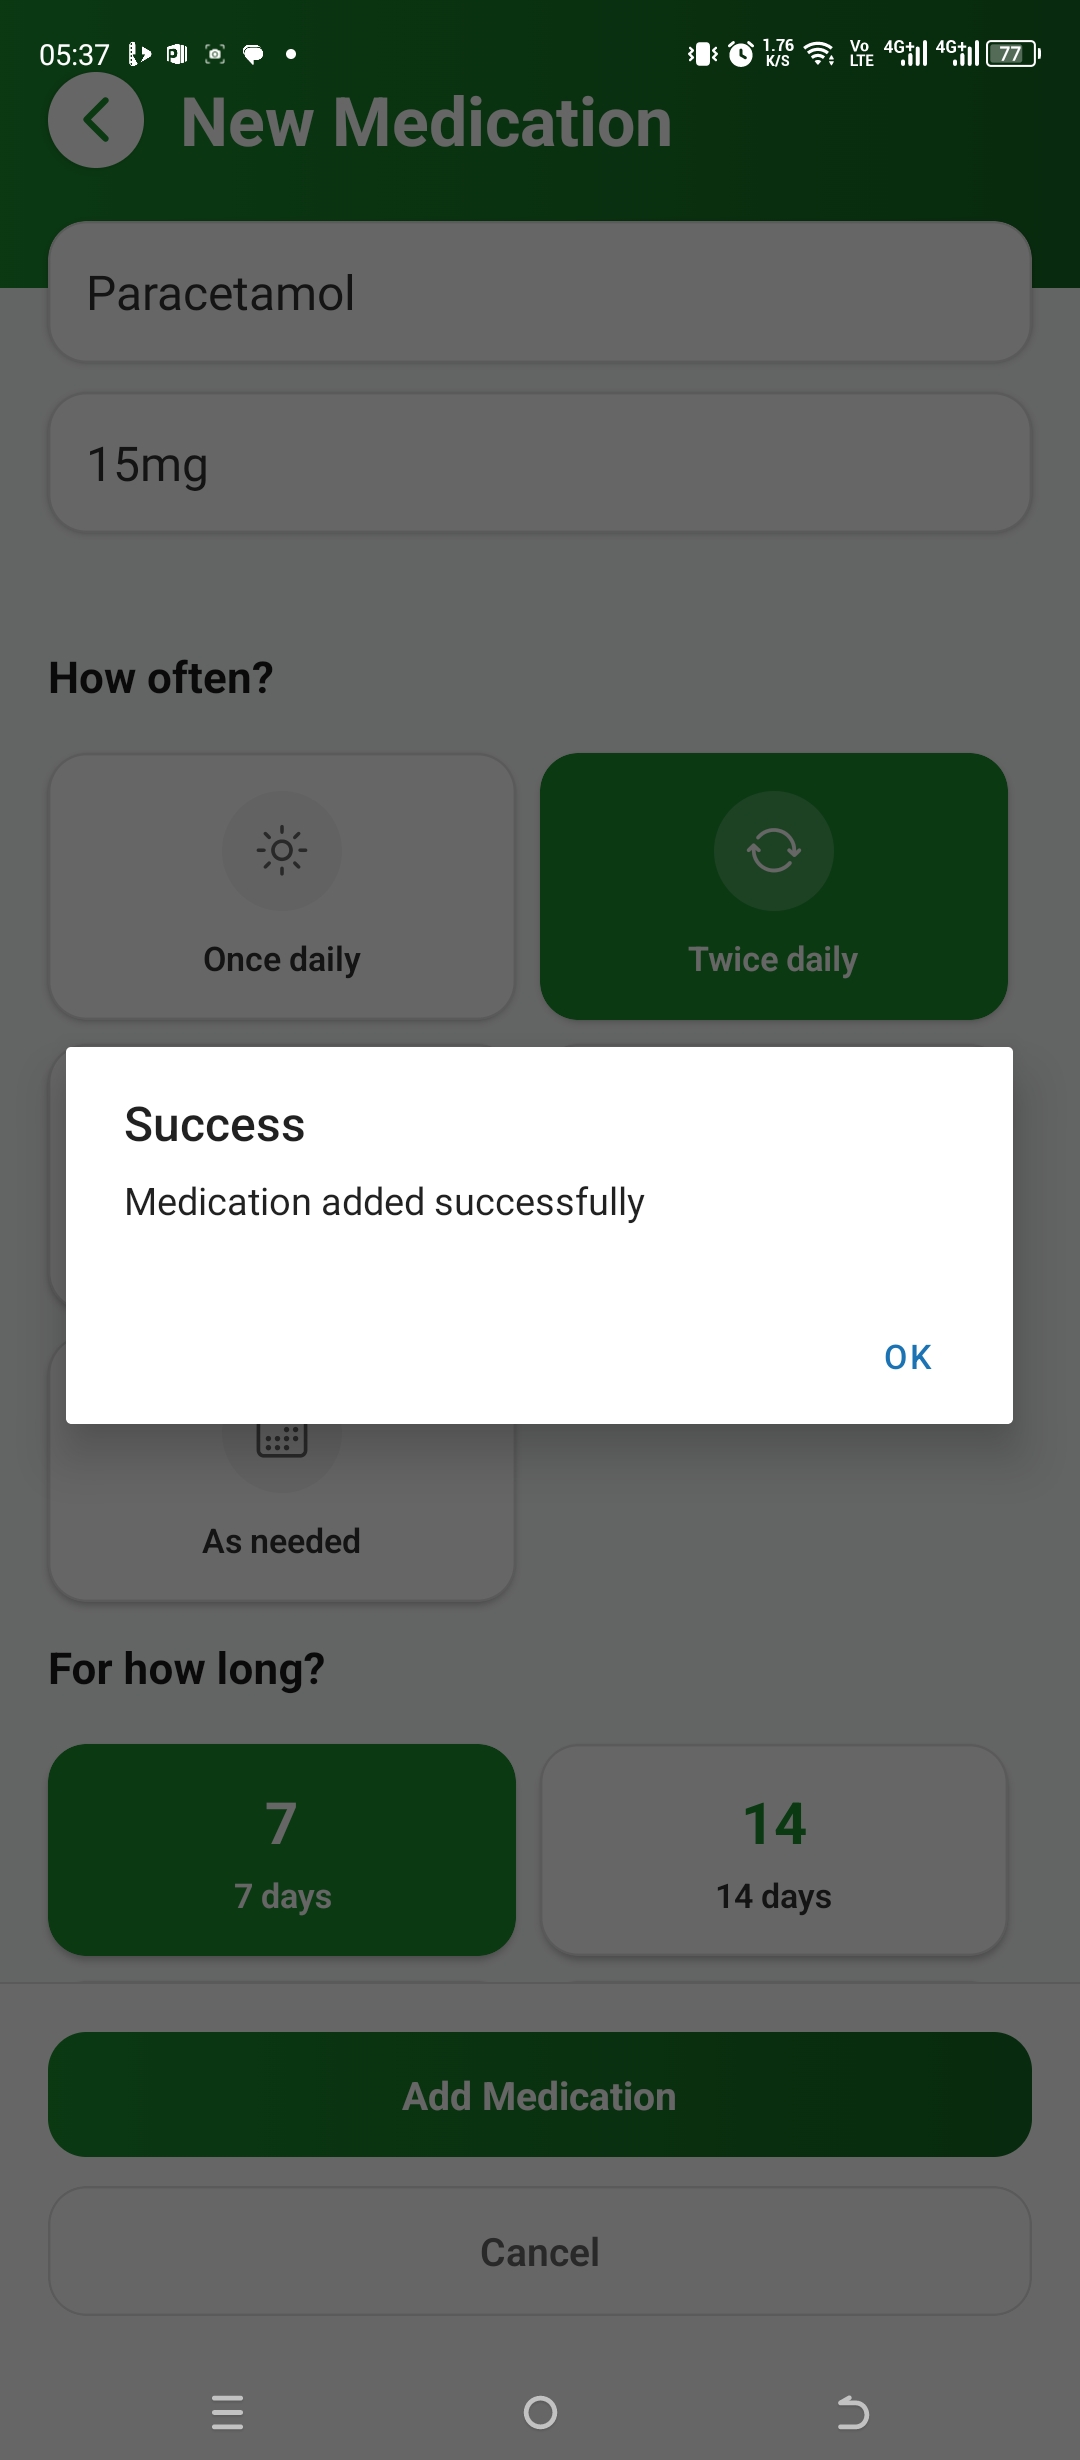 05:37 1.76 K/S Vo LTE 4G+ 4G+ 77
New Medication
Paracetamol
15mg
How often?
Once daily
Twice daily
Success
Medication added successfully
OK
As needed
For how long?
7
7 days
14
14 days
Add Medication
Cancel